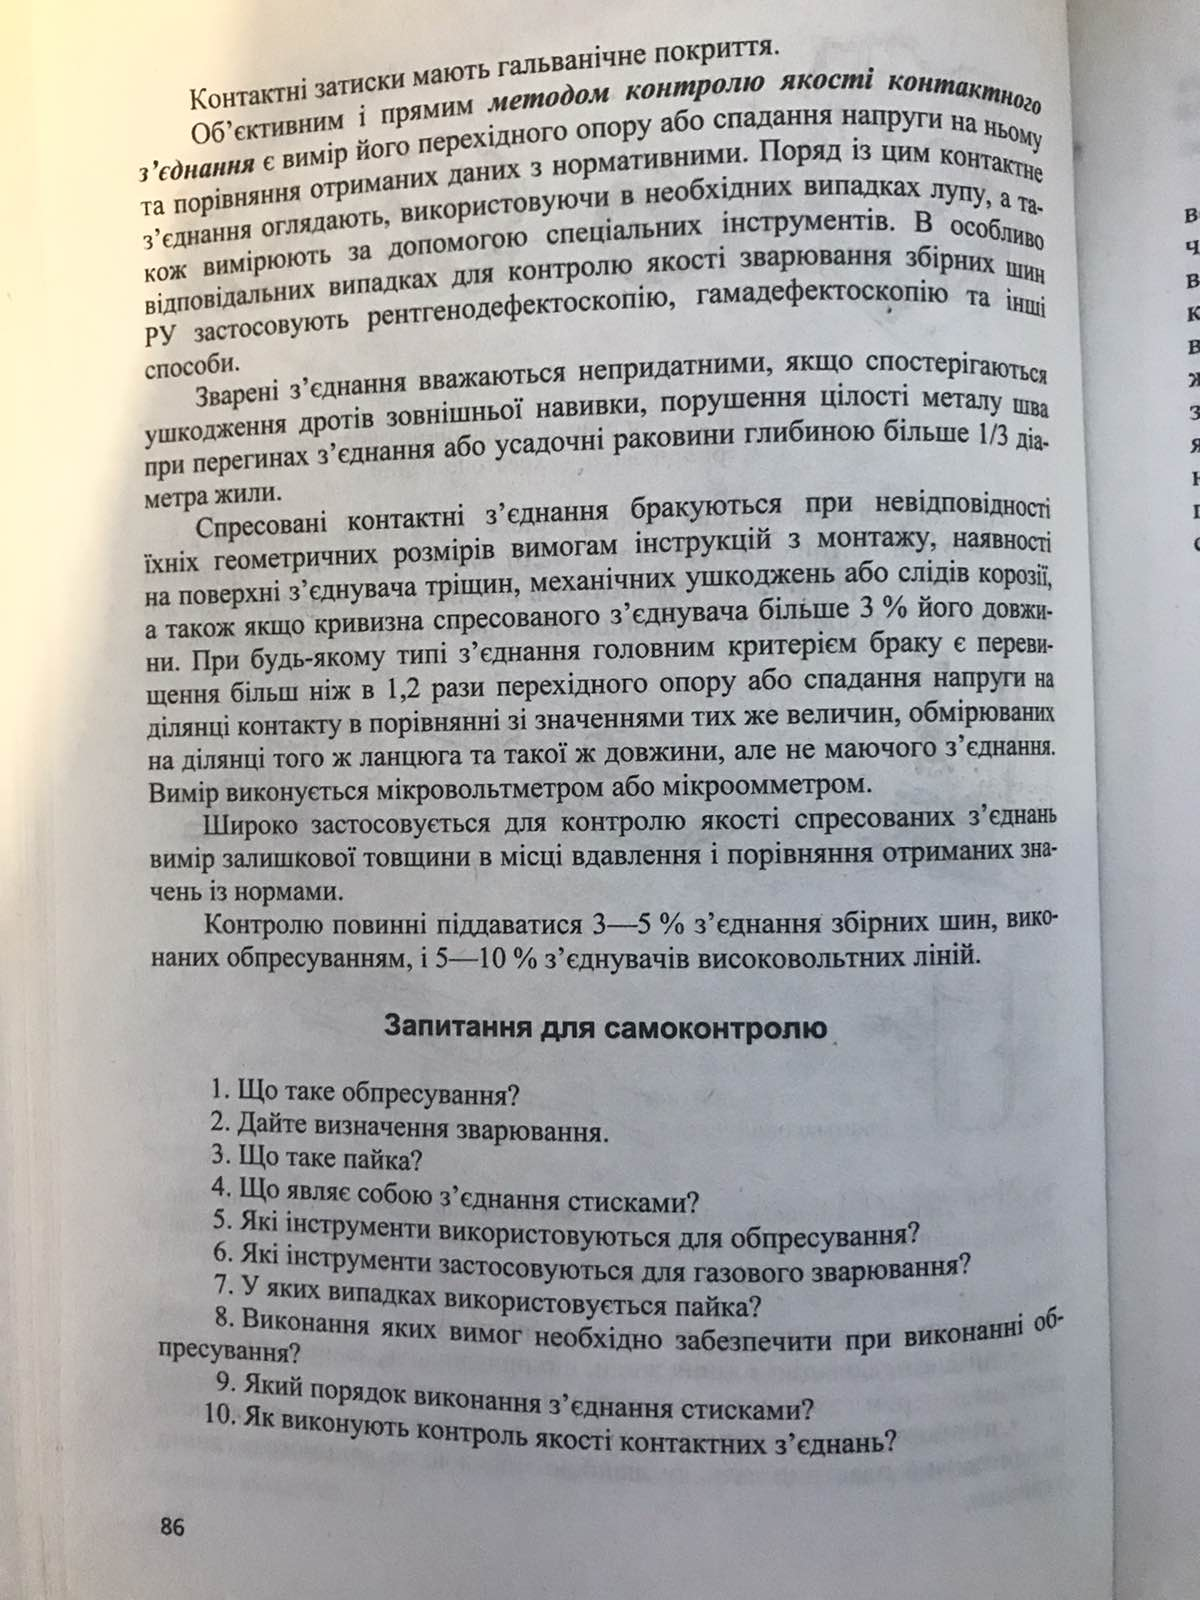 Контактні затиски мають гальванічне покриття.
Об’єктивним і прямим методом контролю якості контактного
з’єднання є вимір його перехідного опору або спадання напруги на ньому
та порівняння отриманих даних з нормативними. Поряд із цим контактне
з’єднання оглядають, використовуючи в необхідних випадках лупу, а та-
кож вимірюють за допомогою спеціальних інструментів. В особливо
відповідальних випадках для контролю якості зварювання збірних шин
РУ застосовують рентгенодефектоскопію, гамадефектоскопію та інші
способи.
Зварені з’єднання вважаються непридатними, якщо спостерігаються
ушкодження дротів зовнішньої навивки, порушення цілості металу шва
при перегинах з’єднання або усадочні раковини глибиною більше 1/3 діа-
метра жили.
Спресовані контактні з’єднання бракуються при невідповідності
їхніх геометричних розмірів вимогам інструкцій з монтажу, наявності
на поверхні з’єднувача тріщин, механічних ушкоджень або слідів корозії,
а також якщо кривизна спресованого з’єднувача більше 3 % його довжи-
ни. При будь-якому типі з’єднання головним критерієм браку є переви-
щення більш ніж в 1,2 рази перехідного опору або спадання напруги на
ділянці контакту в порівнянні зі значеннями тих же величин, обмірюваних
на ділянці того ж ланцюга та такої ж довжини, але не маючого з’єднання.
Вимір виконується мікровольтметром або мікроомметром.
Широко застосовується для контролю якості спресованих з’єднань
вимір залишкової товщини в місці вдавлення і порівняння отриманих зна-
чень із нормами.
Контролю повинні піддаватися 3—5 % з’єднання збірних шин, вико-
наних обпресуванням, і 5—10 % з’єднувачів високовольтних ліній.
Запитання для самоконтролю
1. Що таке обпресування?
2. Дайте визначення зварювання.
3. Що таке пайка?
4. Що являє собою з’єднання стисками?
5. Які інструменти використовуються для обпресування?
6. Які інструменти застосовуються для газового зварювання?
7. У яких випадках використовується пайка?
8. Виконання яких вимог необхідно забезпечити при виконанні об-
пресування?
9. Який порядок виконання з’єднання стисками?
10. Як виконують контроль якості контактних з’єднань?
86